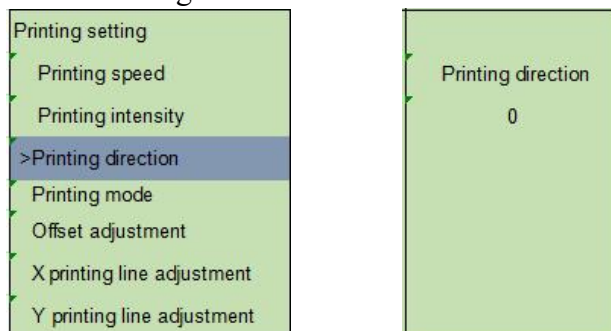 Printing setting
Printing speed
Printing intensity
>Printing direction
Printing mode
Offset adjustment
X printing line adjustment
Y printing line adjustment
Printing direction
0